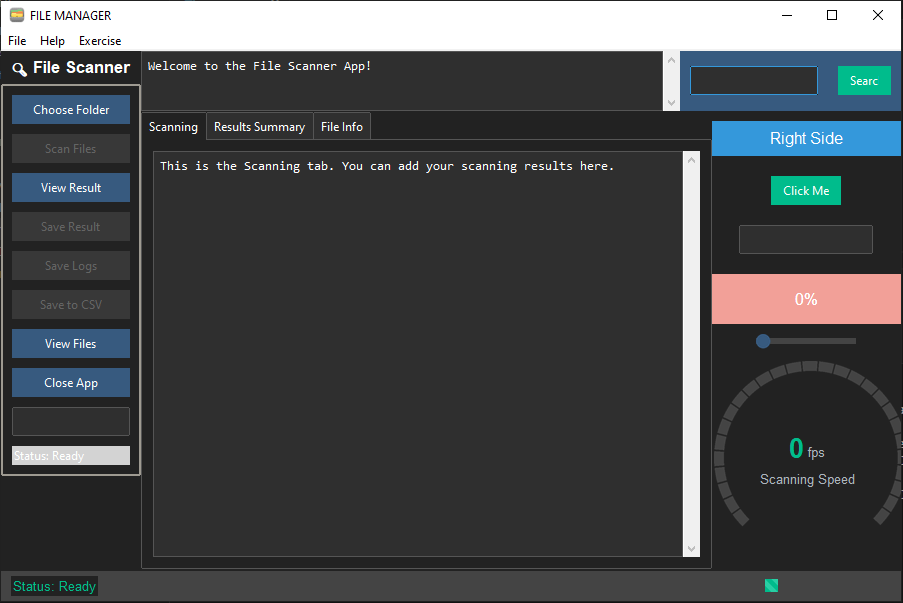 FILE MANAGER
File Help Exercise
File Scanner
Welcome to the File Scanner App!
Searc
Choose Folder
Scan Files
View Result
Save Result
Save Logs
Save to CSV
View Files
Close App
Status: Ready
Scanning Results Summary File Info
This is the Scanning tab. You can add your scanning results here.
Right Side
Click Me
0%
0 fps
Scanning Speed
Status: Ready